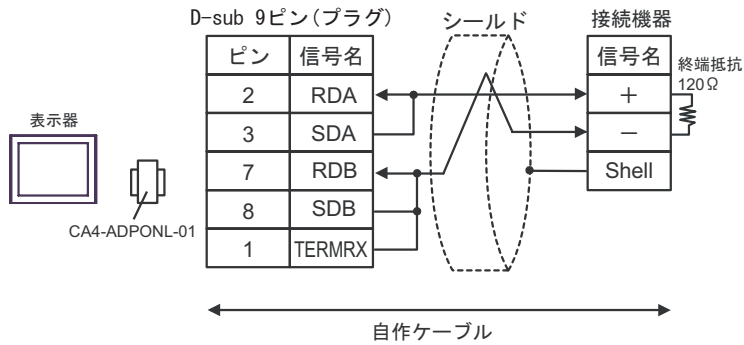 D-sub 9ピン(プラグ)
シールド
接続機器
ピン 信号名
2 RDA
3 SDA
7 RDB
8 SDB
1 TERMRX
信号名
+
-
Shell
終端抵抗
120Ω
表示器
CA4-ADPONL-01
自作ケーブル